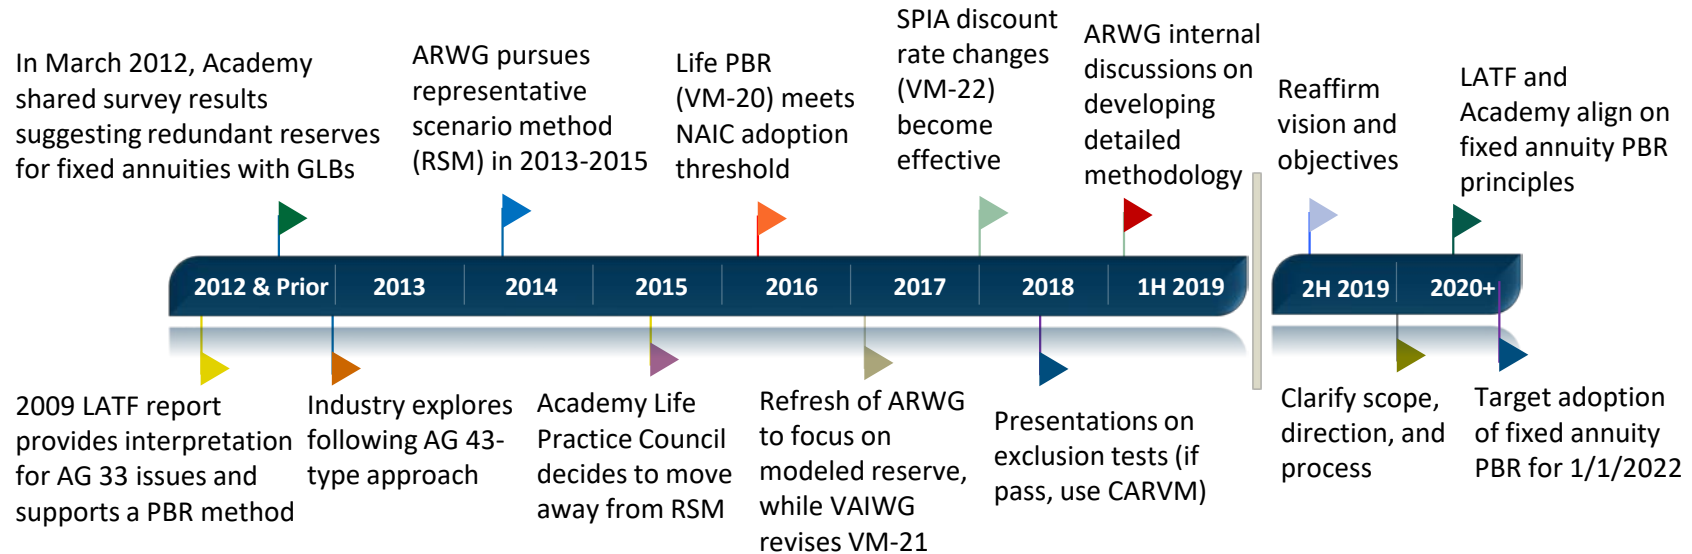 In March 2012, Academy
shared survey results
suggesting redundant reserves
for fixed annuities with GLBs
ARWG pursues
representative
scenario method
(RSM) in 2013-2015
Life PBR
(VM-20) meets
NAIC adoption
threshold
SPIA discount
rate changes
(VM-22)
become
effective
ARWG internal
discussions on
developing
detailed
methodology
Reaffirm
vision and
objectives
LATF and
Academy align on
fixed annuity PBR
principles
2012 & Prior
2013
2014
2015
2016
2017
2018
1H 2019
2H 2019
2020+
2009 LATF report
provides interpretation
for AG 33 issues and
supports a PBR method
Industry explores
following AG 43-
type approach
Academy Life
Practice Council
decides to move
away from RSM
Refresh of ARWG
to focus on
modeled reserve,
while VAIWG
revises VM-21
Presentations on
exclusion tests (if
pass, use CARVM)
Clarify scope,
direction, and
process
Target adoption
of fixed annuity
PBR for 1/1/2022